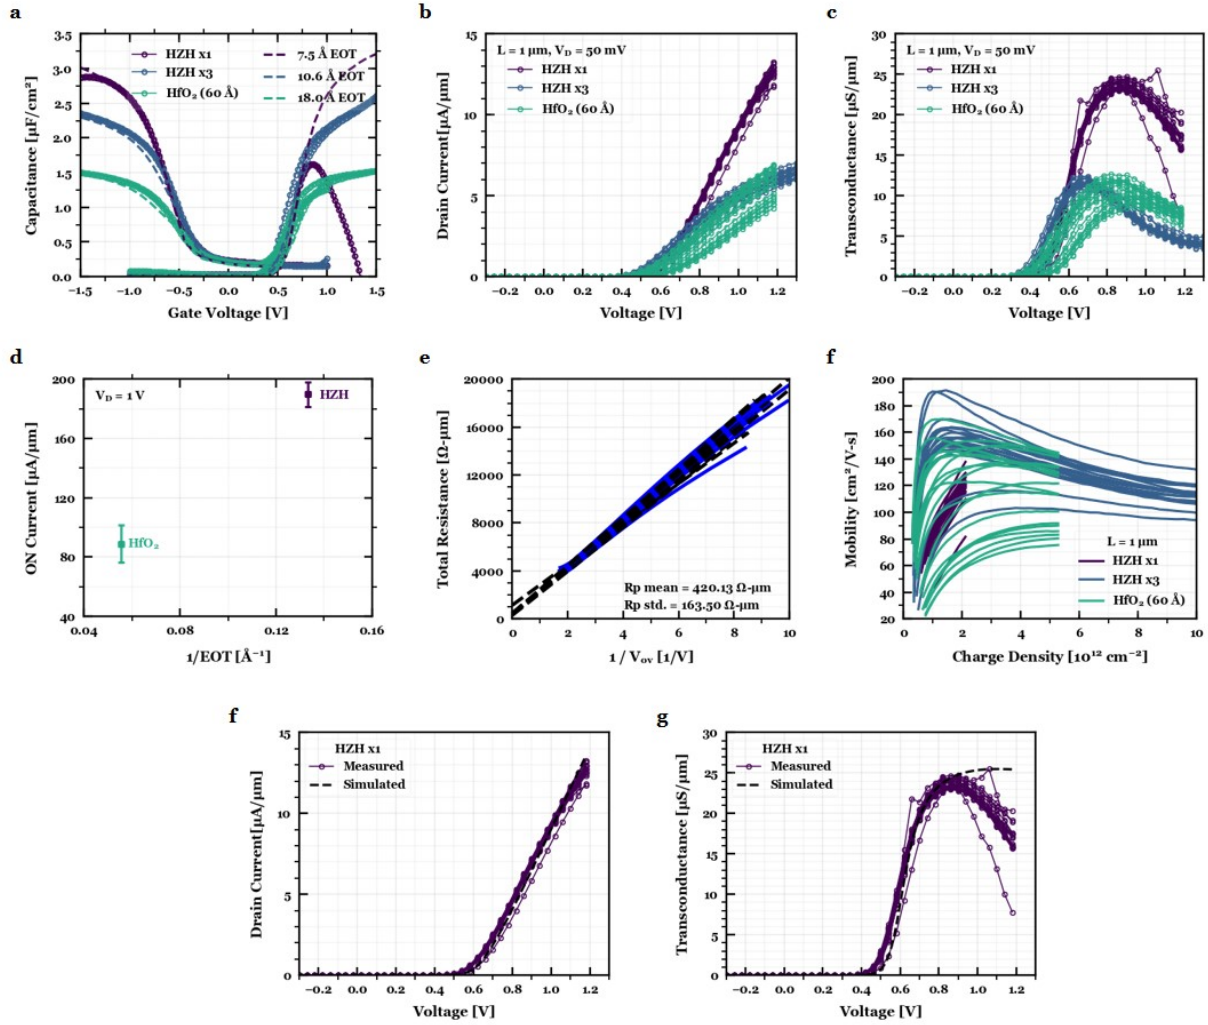 a
3.5
3.0
2.5
2.0
1.5
1.0
0.5
0.0
Capacitance [µF/cm²]
HZH x1
HZH x3
HfO₂ (60 Å)
7.5 Å EOT
10.6 Å EOT
18.0 Å EOT
−1.5 −1.0 −0.5 0.0 0.5 1.0 1.5
Gate Voltage [V]
b
15
10
5
0
Drain Current[µA/µm]
L = 1 µm, V_D = 50 mV
HZH x1
HZH x3
HfO₂ (60 Å)
−0.2 0.0 0.2 0.4 0.6 0.8 1.0 1.2
Voltage [V]
c
30
25
20
15
10
5
0
Transconductance [µS/µm]
L = 1 µm, V_D = 50 mV
HZH x1
HZH x3
HfO₂ (60 Å)
−0.2 0.0 0.2 0.4 0.6 0.8 1.0 1.2
Voltage [V]
d
200
160
120
80
40
ON Current [µA/µm]
V_D = 1 V
HZH
HfO₂
0.04 0.08 0.12 0.16
1/EOT [Å⁻¹]
e
20000
16000
12000
8000
4000
0
Total Resistance [Ω-µm]
Rp mean = 420.13 Ω-µm
Rp std. = 163.50 Ω-µm
0 2 4 6 8 10
1 / V_ov [1/V]
f
200
180
160
140
120
100
80
60
40
20
Mobility [cm²/V-s]
L = 1 µm
HZH x1
HZH x3
HfO₂ (60 Å)
0 2 4 6 8 10
Charge Density [10¹² cm⁻²]
f
15
10
5
0
Drain Current[µA/µm]
HZH x1
Measured
Simulated
−0.2 0.0 0.2 0.4 0.6 0.8 1.0 1.2
Voltage [V]
g
30
25
20
15
10
5
0
Transconductance [µS/µm]
HZH x1
Measured
Simulated
−0.2 0.0 0.2 0.4 0.6 0.8 1.0 1.2
Voltage [V]